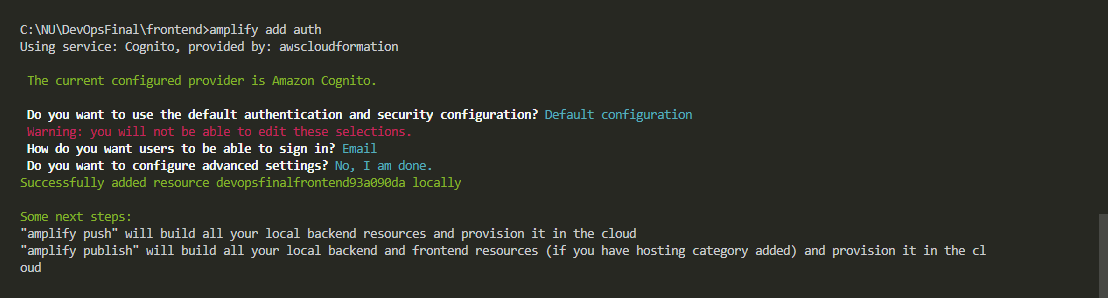 C:\NU\DevOpsFinal\frontend>amplify add auth
Using service: Cognito, provided by: awscloudformation
The current configured provider is Amazon Cognito.
Do you want to use the default authentication and security configuration? Default configuration
Warning: you will not be able to edit these selections.
How do you want users to be able to sign in? Email
Do you want to configure advanced settings? No, I am done.
Successfully added resource devopsfinalfrontend93a090da locally
Some next steps:
"amplify push" will build all your local backend resources and provision it in the cloud
"amplify publish" will build all your local backend and frontend resources (if you have hosting category added) and provision it in the cl
oud